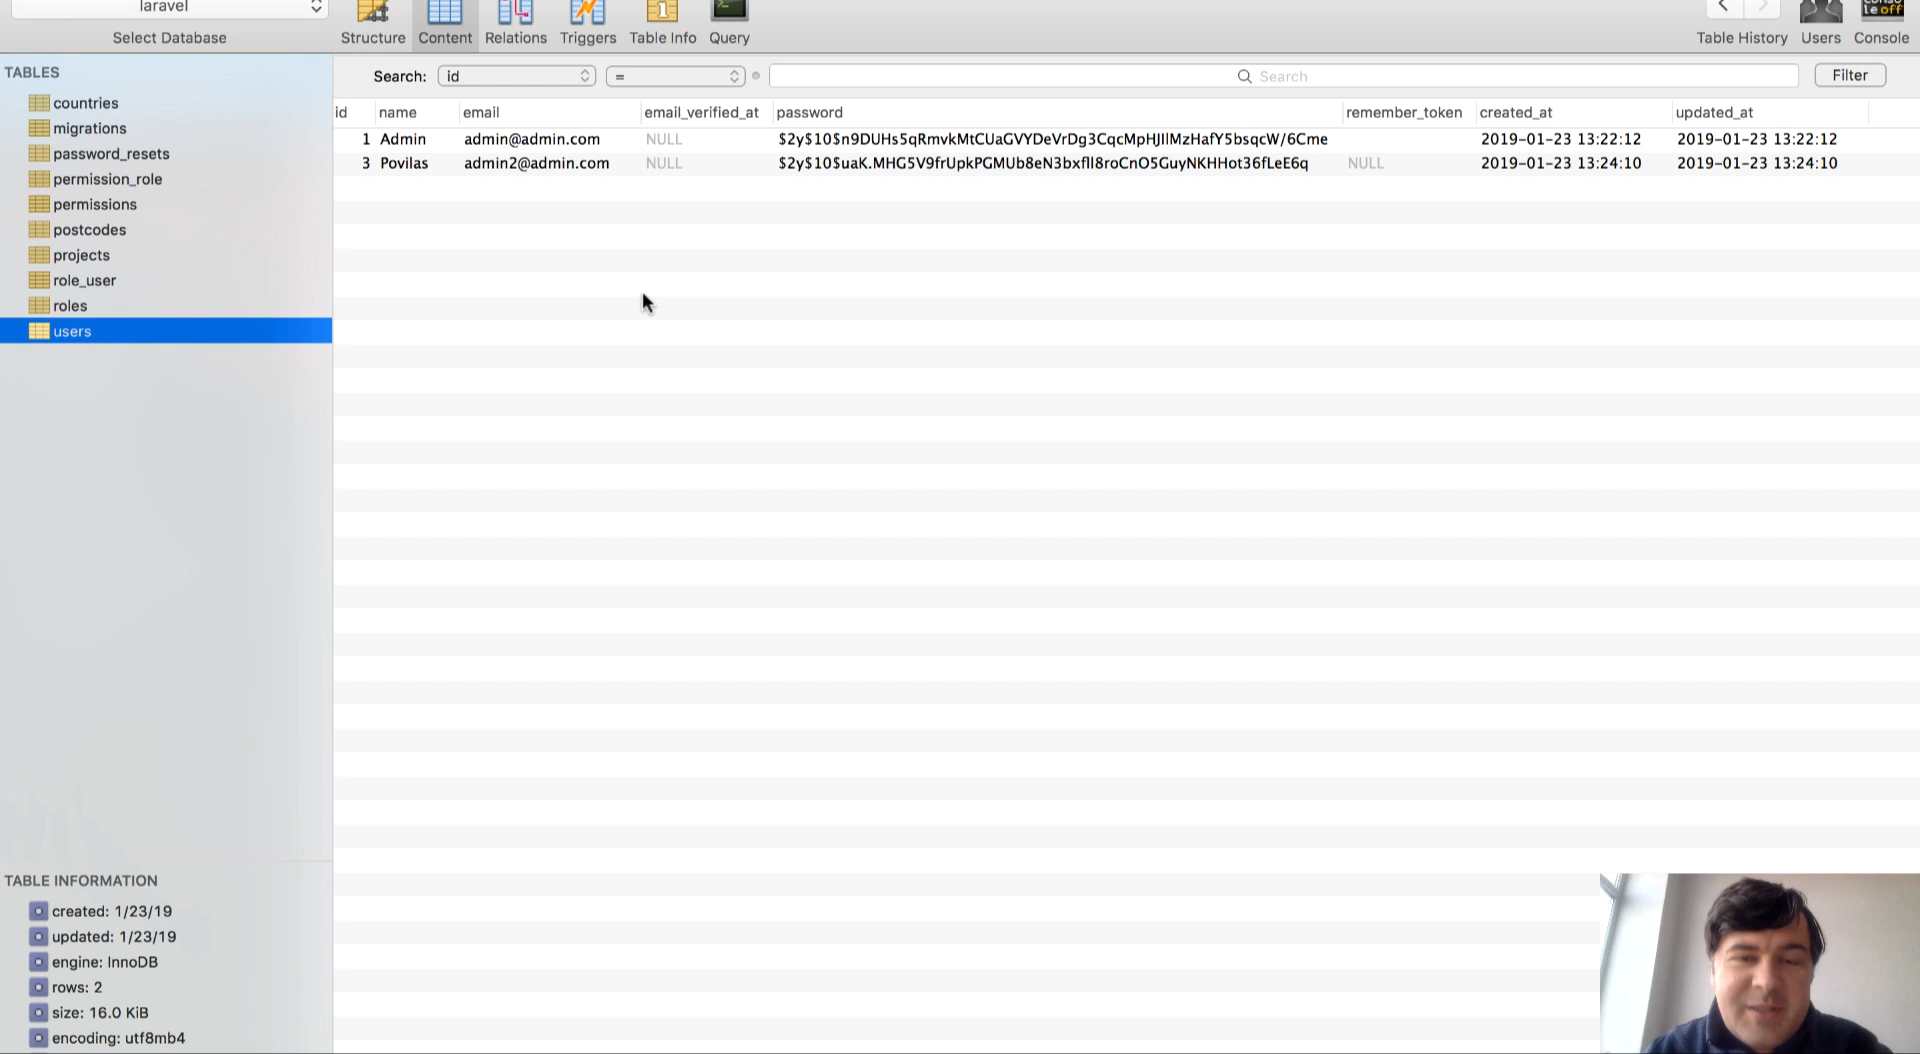 laravel
Select Database
Structure Content Relations Triggers Table Info Query
Table History Users Console
off
TABLES
countries
migrations
password_resets
permission_role
permissions
postcodes
projects
role_user
roles
users
Search: id = Search Filter
id name email email_verified_at password remember_token created_at updated_at
1 Admin admin@admin.com NULL $2y$10$n9DUHs5qRmvkMtCUaGVYDeVrDg3CqcMpHJIlMzHafY5bsqcW/6Cme 2019-01-23 13:22:12 2019-01-23 13:22:12
3 Povilas admin2@admin.com NULL $2y$10$uaK.MHG5V9frUpkPGMUb8eN3bxfll8roCnO5GuyNKHHot36fLeE6q NULL 2019-01-23 13:24:10 2019-01-23 13:24:10
TABLE INFORMATION
created: 1/23/19
updated: 1/23/19
engine: InnoDB
rows: 2
size: 16.0 KiB
encoding: utf8mb4